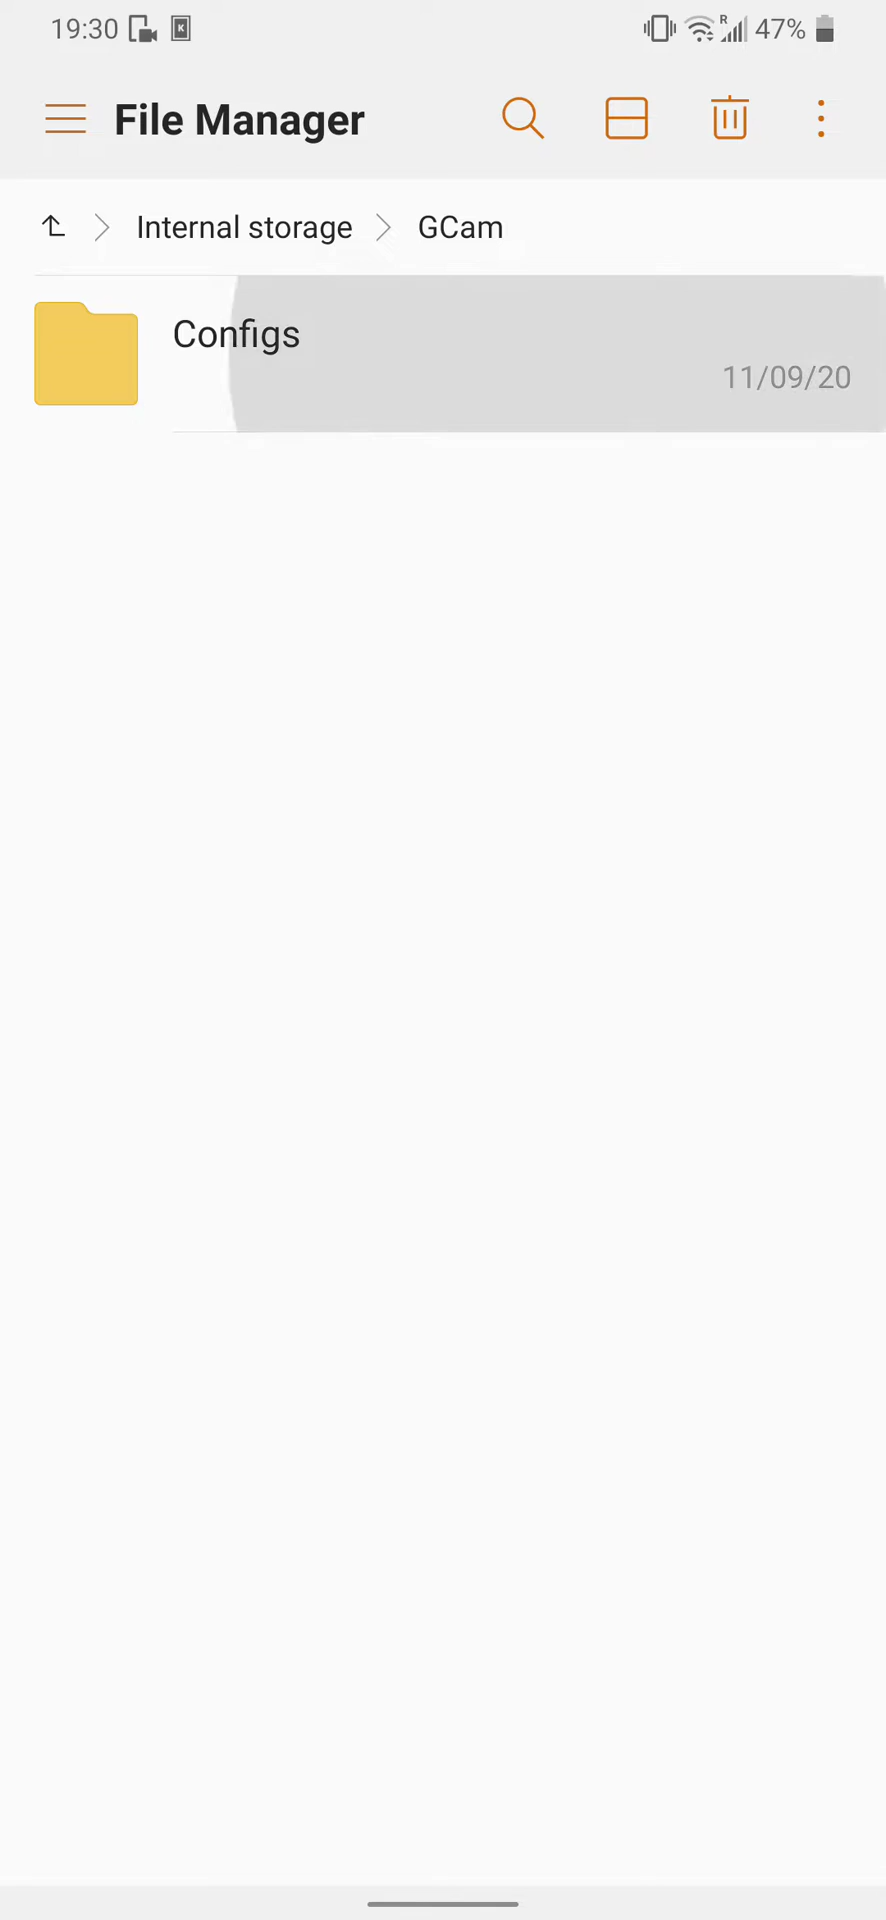 19:30 K R 47%
File Manager
Internal storage GCam
Configs
11/09/20